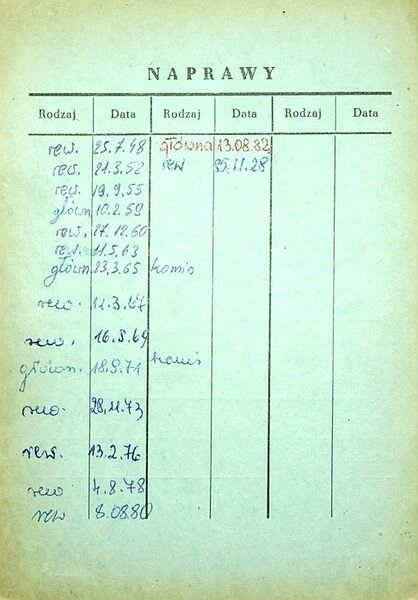 NAPRAWY
Rodzaj Data Rodzaj Data Rodzaj Data
rew. 25.7.48 główna 13.08.82
rew. 21.3.52 rew 25.11.28
rew. 19.9.55
główn 10.2.59
rew. 17.12.60
rew. 11.5.63
główn 23.3.65 komis
rew. 12.3.67
rew. 16.5.69
główn. 18.9.71 komis
rew. 28.11.73
rew. 13.2.76
rew 4.8.78
rew 8.0880